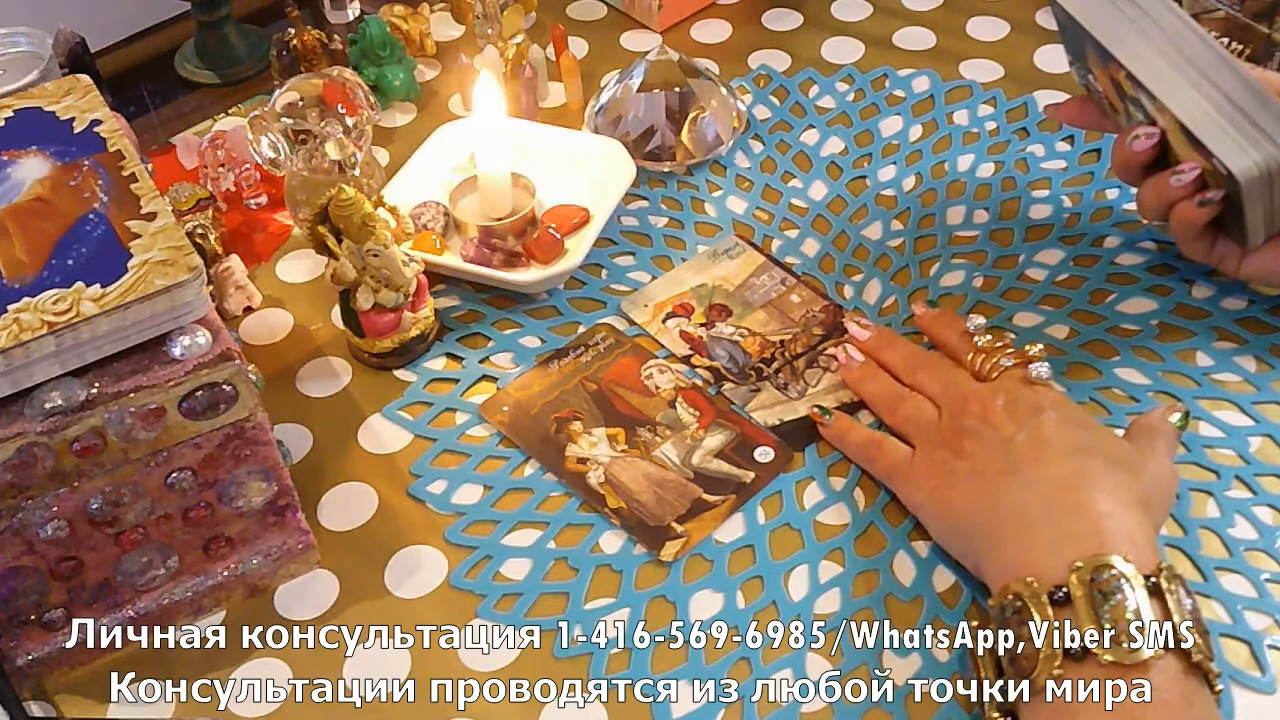 Личная консультация 1-416-569-6985/WhatsApp,Viber SMS
Консультации проводятся из любой точки мира